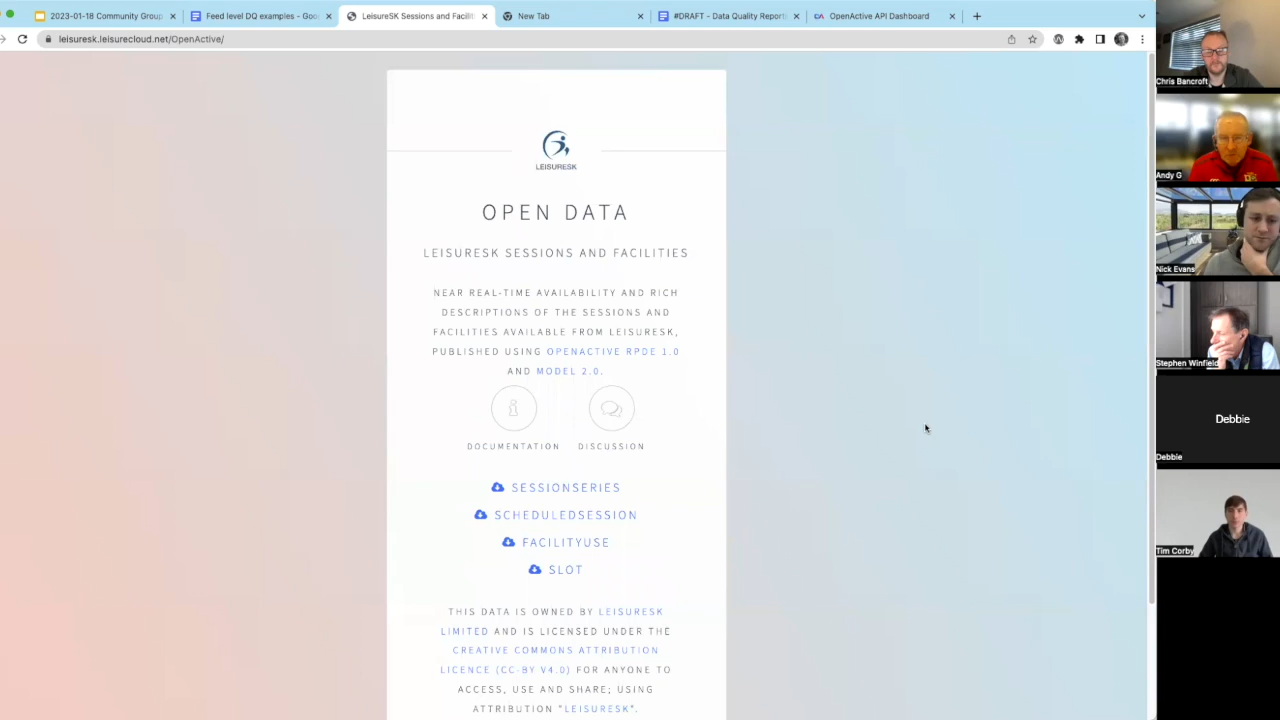 2023-01-18 Community Group
Feed level DQ examples - Goo
LeisureSK Sessions and Faciliti
New Tab
#DRAFT - Data Quality Reports
OpenActive API Dashboard
leisuresk.leisurecloud.net/OpenActive/
LEISURESK
OPEN DATA
LEISURESK SESSIONS AND FACILITIES
NEAR REAL-TIME AVAILABILITY AND RICH
DESCRIPTIONS OF THE SESSIONS AND
FACILITIES AVAILABLE FROM LEISURESK,
PUBLISHED USING OPENACTIVE RPDE 1.0
AND MODEL 2.0.
DOCUMENTATION DISCUSSION
SESSIONSERIES
SCHEDULEDSESSION
FACILITYUSE
SLOT
THIS DATA IS OWNED BY LEISURESK
LIMITED AND IS LICENSED UNDER THE
CREATIVE COMMONS ATTRIBUTION
LICENCE (CC-BY V4.0) FOR ANYONE TO
ACCESS, USE AND SHARE; USING
ATTRIBUTION "LEISURESK".
Chris Bancroft
Andy G
Nick Evans
Stephen Winfield
Debbie
Debbie
Tim Corby